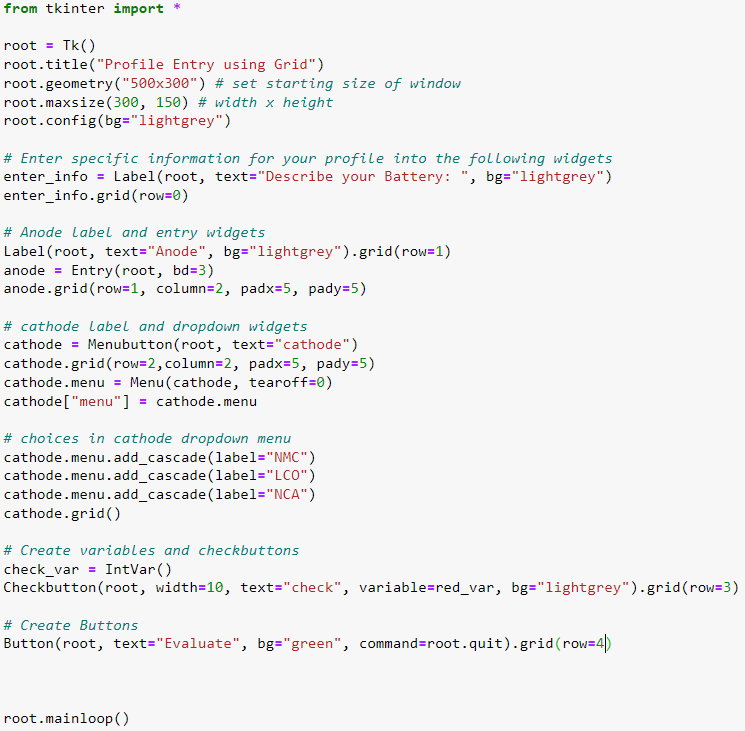 from tkinter import *
root = Tk()
root.title("Profile Entry using Grid")
root.geometry("500x300") # set starting size of window
root.maxsize(300, 150) # width x height
root.config(bg="lightgrey")
# Enter specific information for your profile into the following widgets
enter_info = Label(root, text="Describe your Battery: ", bg="lightgrey")
enter_info.grid(row=0)
# Anode label and entry widgets
Label(root, text="Anode", bg="lightgrey").grid(row=1)
anode = Entry(root, bd=3)
anode.grid(row=1, column=2, padx=5, pady=5)
# cathode label and dropdown widgets
cathode = Menubutton(root, text="cathode")
cathode.grid(row=2,column=2, padx=5, pady=5)
cathode.menu = Menu(cathode, tearoff=0)
cathode["menu"] = cathode.menu
# choices in cathode dropdown menu
cathode.menu.add_cascade(label="NMC")
cathode.menu.add_cascade(label="LCO")
cathode.menu.add_cascade(label="NCA")
cathode.grid()
# Create variables and checkbuttons
check_var = IntVar()
Checkbutton(root, width=10, text="check", variable=red_var, bg="lightgrey").grid(row=3)
# Create Buttons
Button(root, text="Evaluate", bg="green", command=root.quit).grid(row=4)
root.mainloop()